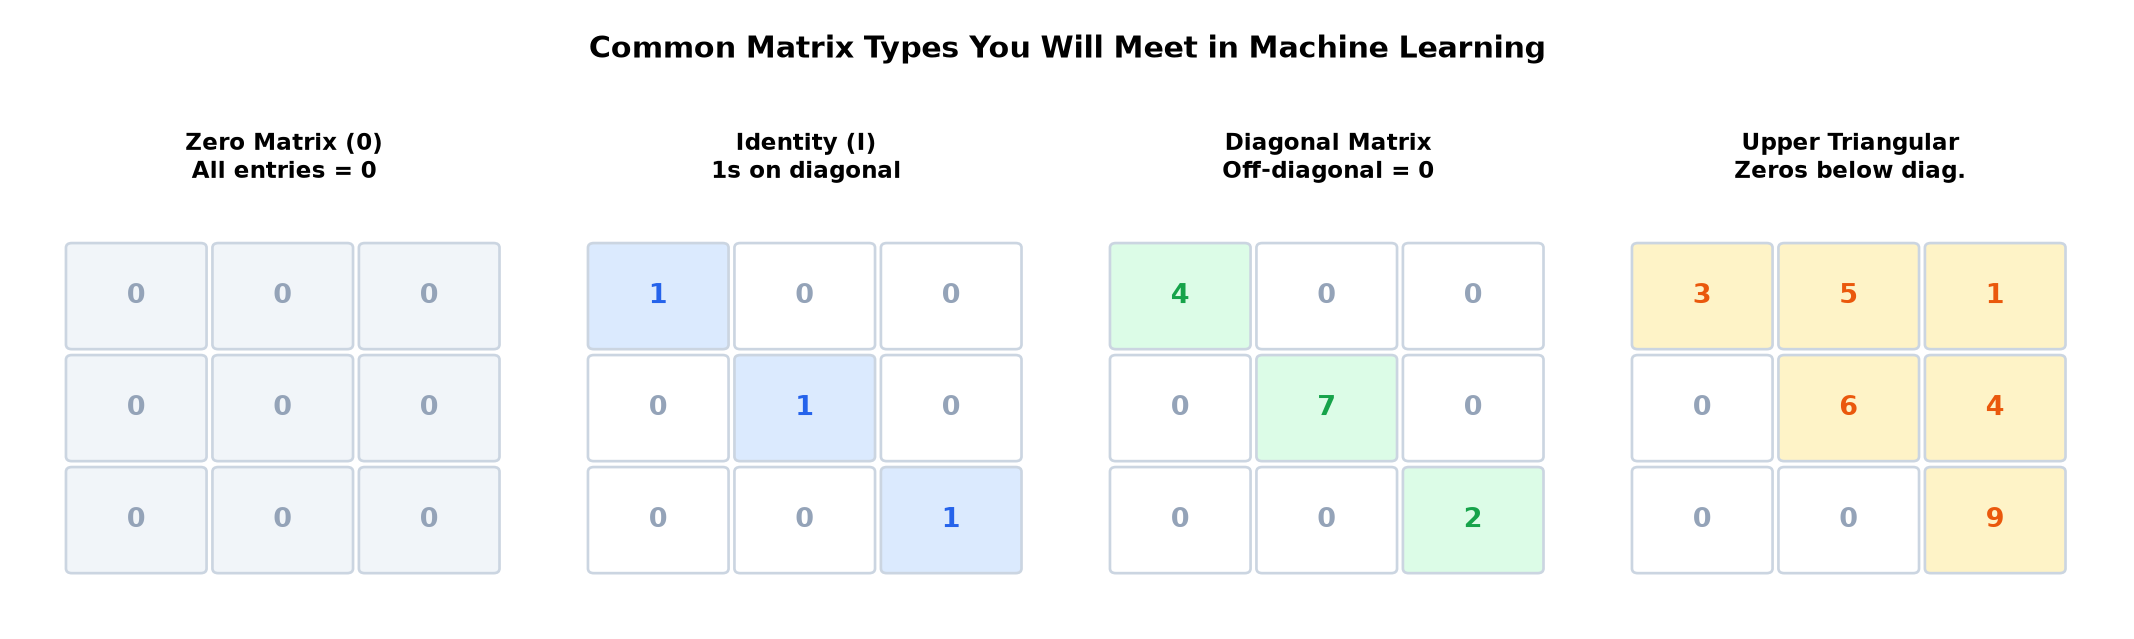 Common Matrix Types You Will Meet in Machine Learning
Zero Matrix (0)
All entries = 0
0 0 0
0 0 0
0 0 0
Identity (I)
1s on diagonal
1 0 0
0 1 0
0 0 1
Diagonal Matrix
Off-diagonal = 0
4 0 0
0 7 0
0 0 2
Upper Triangular
Zeros below diag.
3 5 1
0 6 4
0 0 9